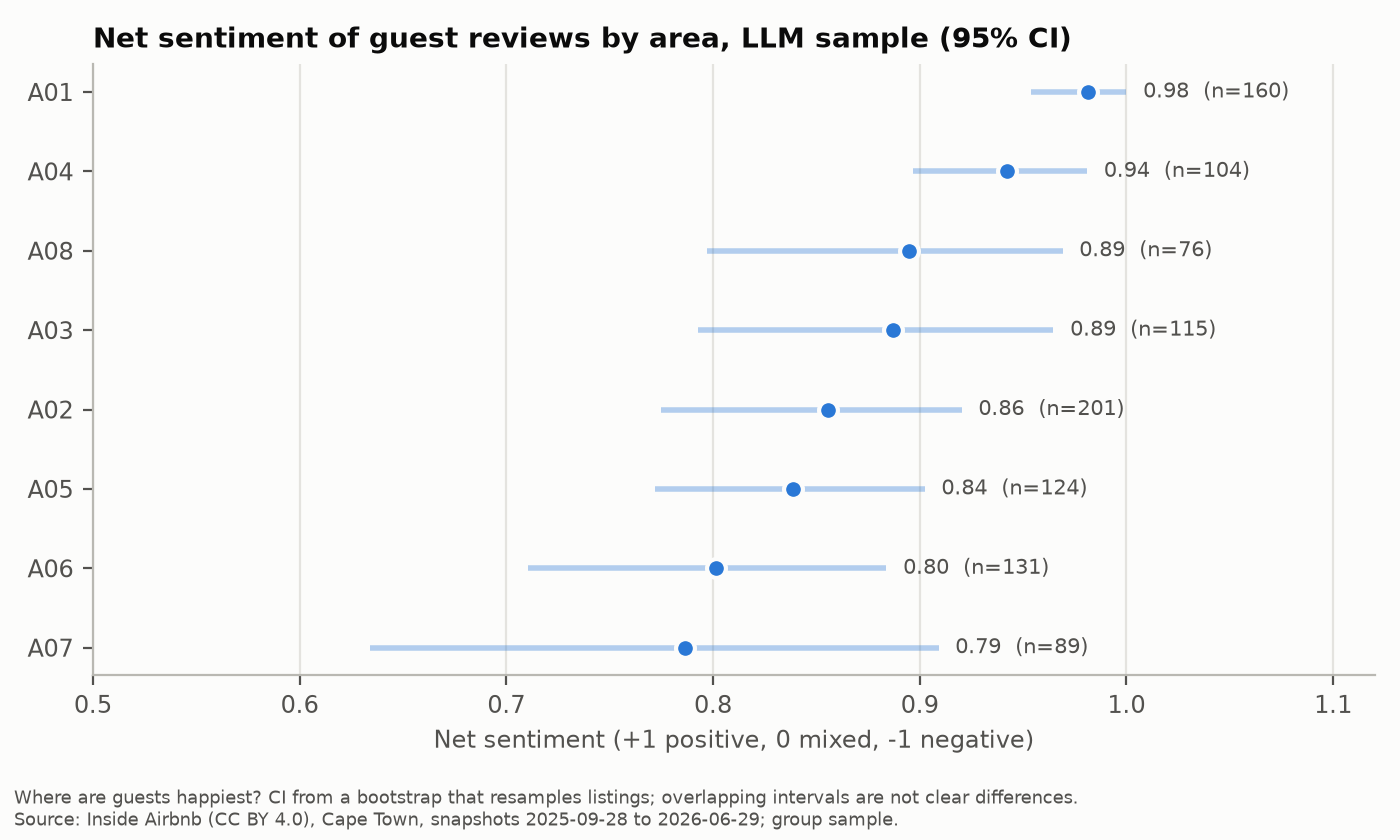 Net sentiment of guest reviews by area, LLM sample (95% CI)
A01 0.98 (n=160)
A04 0.94 (n=104)
A08 0.89 (n=76)
A03 0.89 (n=115)
A02 0.86 (n=201)
A05 0.84 (n=124)
A06 0.80 (n=131)
A07 0.79 (n=89)
0.5 0.6 0.7 0.8 0.9 1.0 1.1
Net sentiment (+1 positive, 0 mixed, -1 negative)
Where are guests happiest? CI from a bootstrap that resamples listings; overlapping intervals are not clear differences.
Source: Inside Airbnb (CC BY 4.0), Cape Town, snapshots 2025-09-28 to 2026-06-29; group sample.